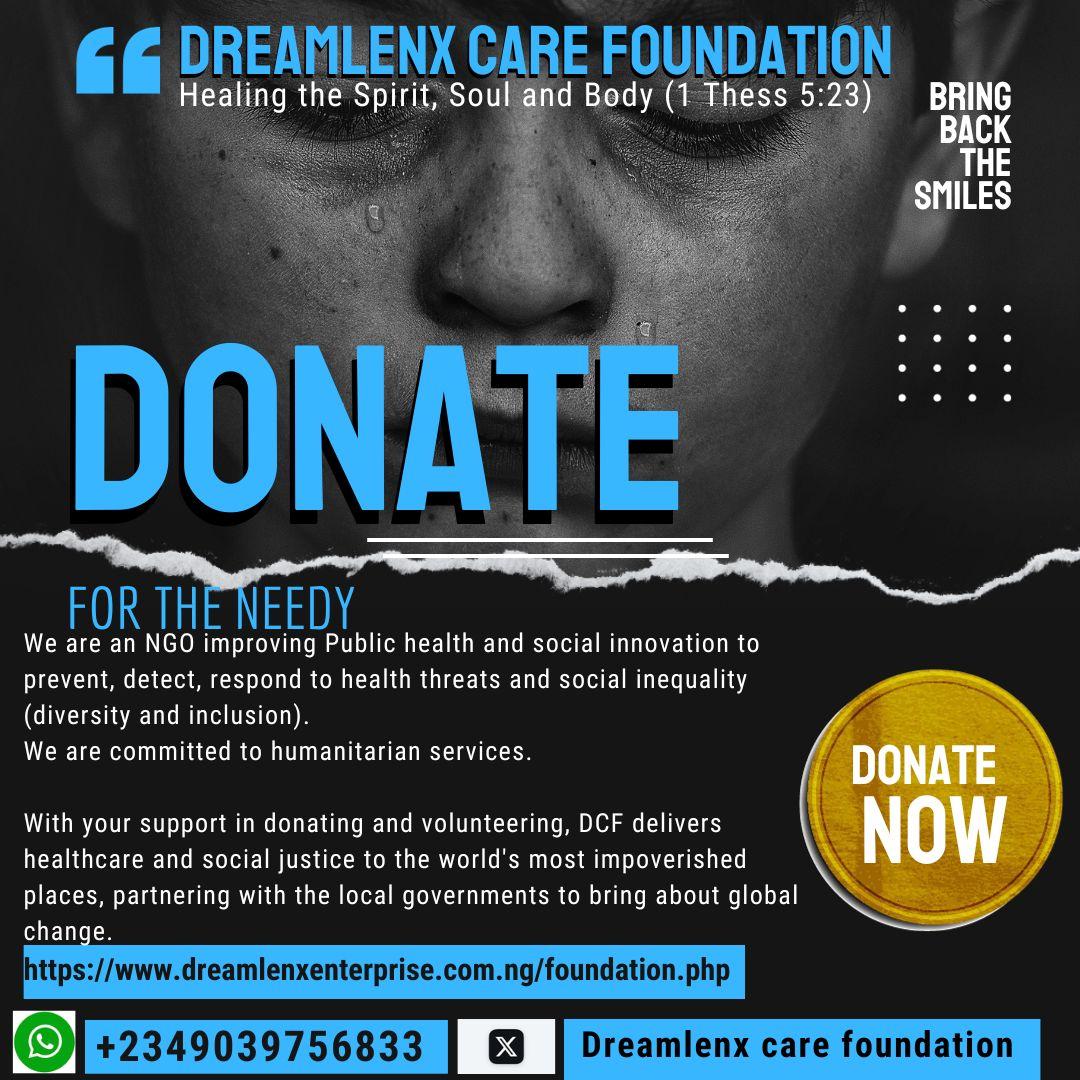 DREAMLENX CARE FOUNDATION
Healing the Spirit, Soul and Body (1 Thess 5:23)
BRING
BACK
THE
SMILES
DONATE
FOR THE NEEDY
We are an NGO improving Public health and social innovation to
prevent, detect, respond to health threats and social inequality
(diversity and inclusion).
We are committed to humanitarian services.
With your support in donating and volunteering, DCF delivers
healthcare and social justice to the world's most impoverished
places, partnering with the local governments to bring about global
change.
DONATE
NOW
https://www.dreamlenxenterprise.com.ng/foundation.php
+2349039756833
Dreamlenx care foundation